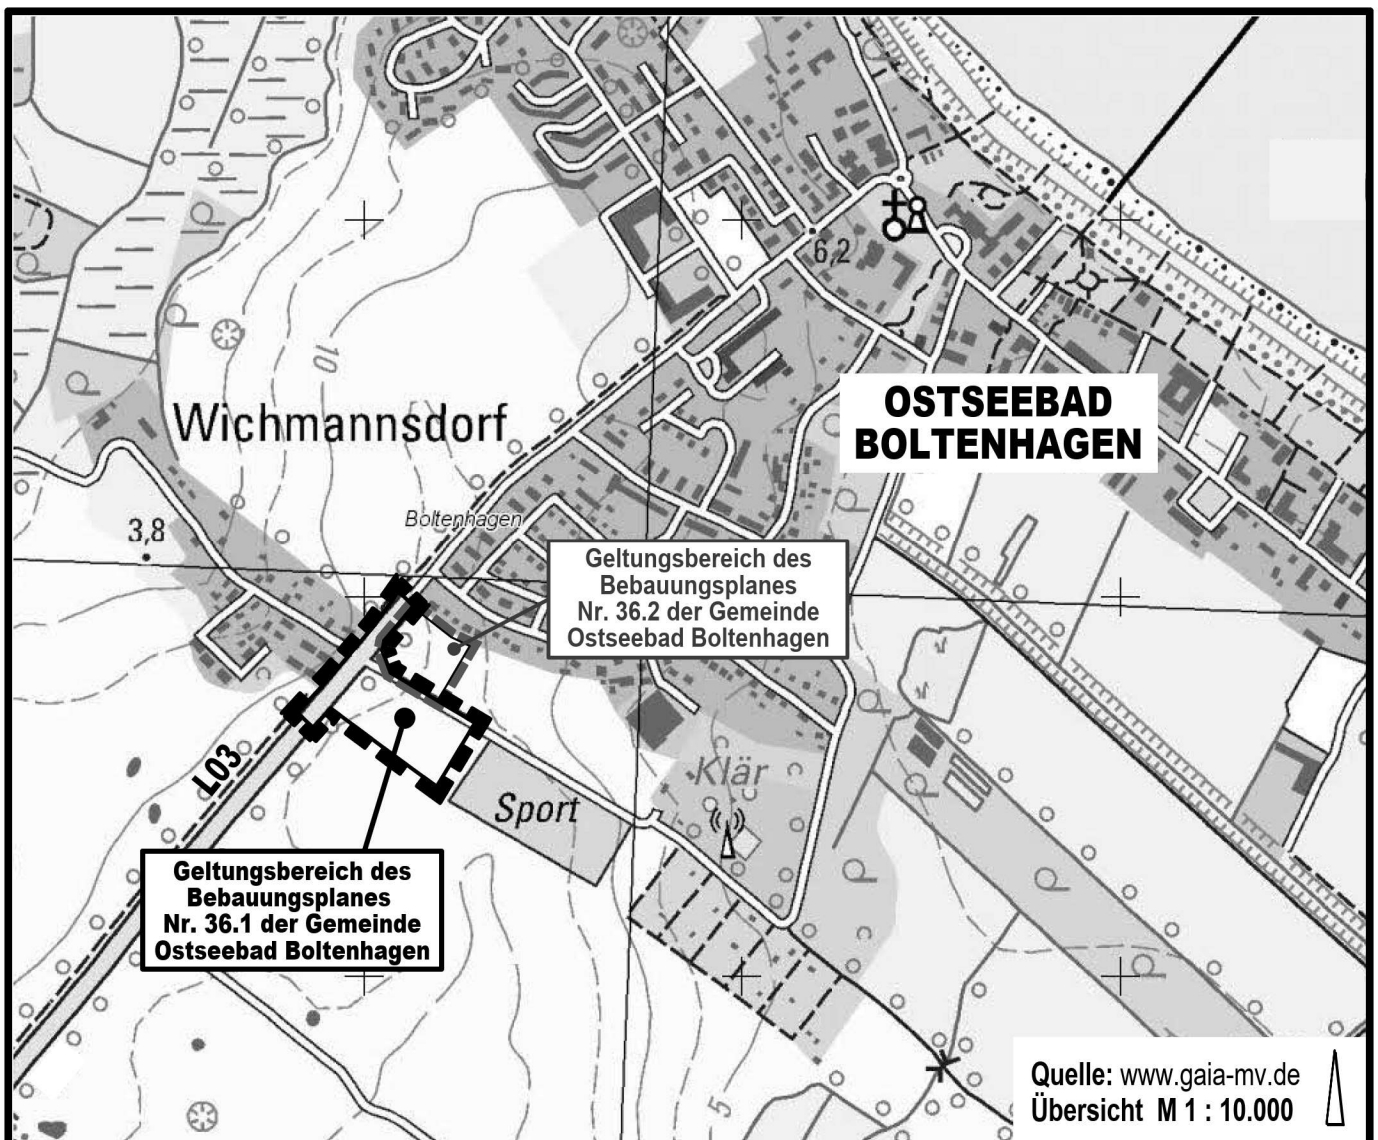 6,2
10
OSTSEEBAD
BOLTENHAGEN
Wichmannsdorf
Boltenhagen
3,8
Geltungsbereich des
Bebauungsplanes
Nr. 36.2 der Gemeinde
Ostseebad Boltenhagen
L03
Klär
Sport
Geltungsbereich des
Bebauungsplanes
Nr. 36.1 der Gemeinde
Ostseebad Boltenhagen
5
Quelle: www.gaia-mv.de
Übersicht M 1 : 10.000